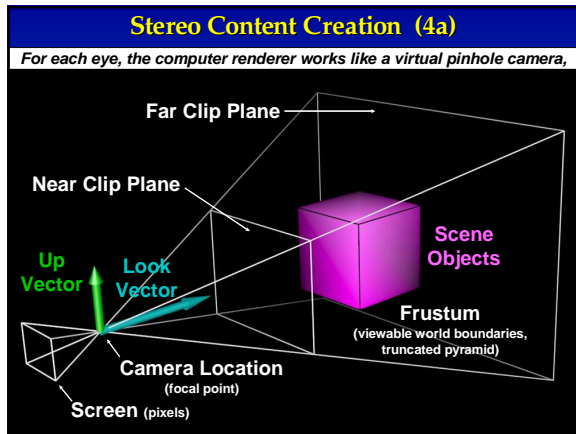 Stereo Content Creation (4a)
For each eye, the computer renderer works like a virtual pinhole camera,
Far Clip Plane
Near Clip Plane
Up
Vector
Look
Vector
Scene
Objects
Frustum
(viewable world boundaries,
truncated pyramid)
Camera Location
(focal point)
Screen (pixels)